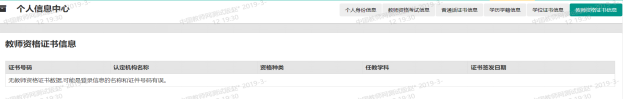 个人信息中心
个人身份信息 教师资格考试信息 普通话证书信息 学历学籍信息 学位证书信息 教师资格证书信息
教师资格证书信息
证书号码 认定机构名称 资格种类 任教学科 证书签发日期
无教师资格证书数据,可能是登录信息的名称和证件号码有误。